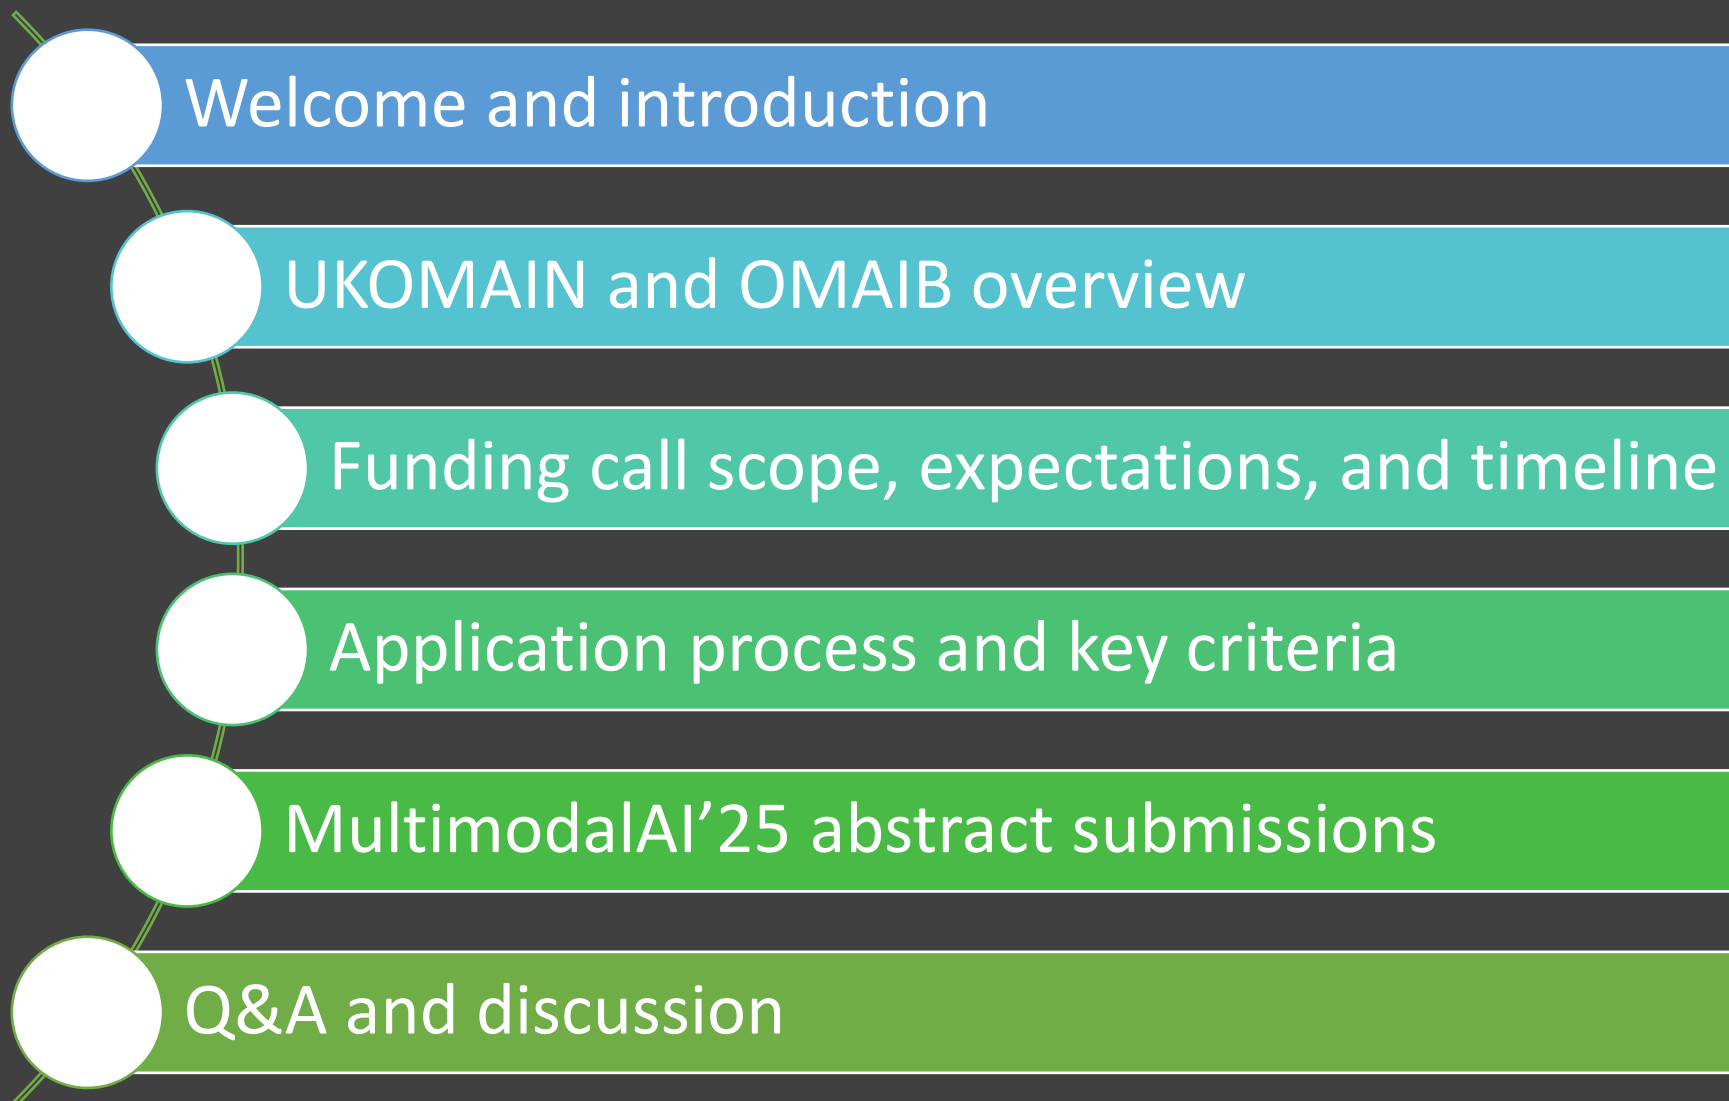 Welcome and introduction
UKOMAIN and OMAIB overview
Funding call scope, expectations, and timeline
Application process and key criteria
MultimodalAI’25 abstract submissions
Q&A and discussion